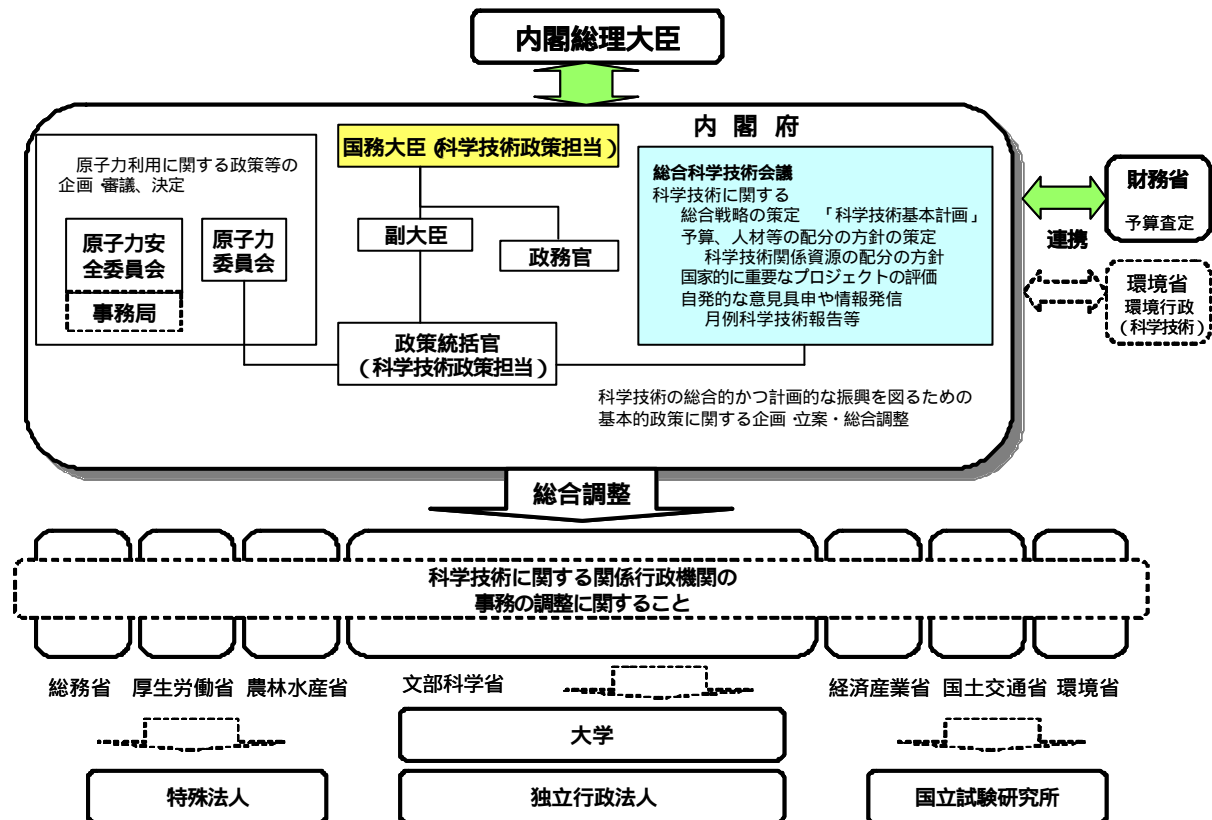 内閣総理大臣
内 閣 府
原子力利用に関する政策等の
企画・審議、決定
原子力安
全委員会
事務局
原子力
委員会
国務大臣(科学技術政策担当)
副大臣
政務官
政策統括官
(科学技術政策担当)
総合科学技術会議
科学技術に関する
総合戦略の策定 「科学技術基本計画」
予算、人材等の配分の方針の策定
科学技術関係資源の配分の方針
国家的に重要なプロジェクトの評価
自発的な意見具申や情報発信
月例科学技術報告等
科学技術の総合的かつ計画的な振興を図るための
基本的政策に関する企画・立案・総合調整
財務省
予算査定
連携
環境省
環境行政
(科学技術)
総合調整
科学技術に関する関係行政機関の
事務の調整に関すること
総務省 厚生労働省 農林水産省 文部科学省 経済産業省 国土交通省 環境省
大学
特殊法人
独立行政法人
国立試験研究所